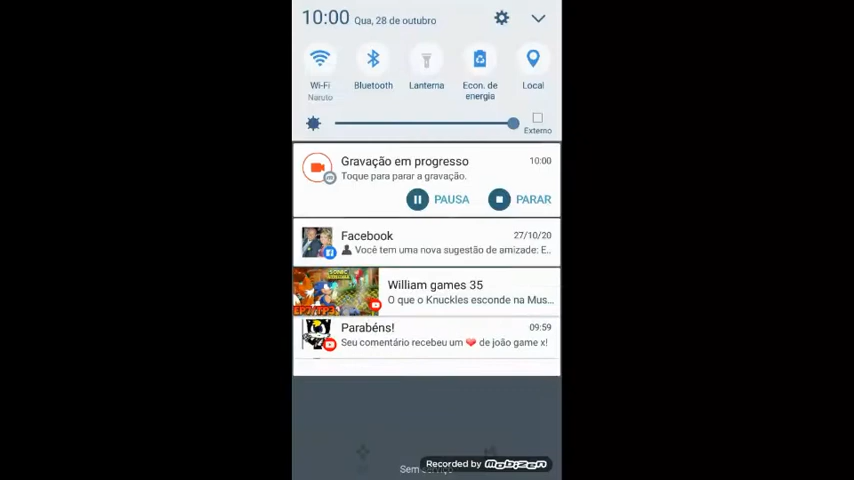 10:00 Qua, 28 de outubro
Wi-Fi
Naruto
Bluetooth
Lanterna
Econ. de
energia
Local
Externo
Gravação em progresso 10:00
Toque para parar a gravação.
PAUSA PARAR
Facebook 27/10/20
Você tem uma nova sugestão de amizade: E..
SONIC
William games 35
O que o Knuckles esconde na Mus...
Parabéns! 09:59
Seu comentário recebeu um ❤ de joão game x!
Sem
Recorded by mobizen